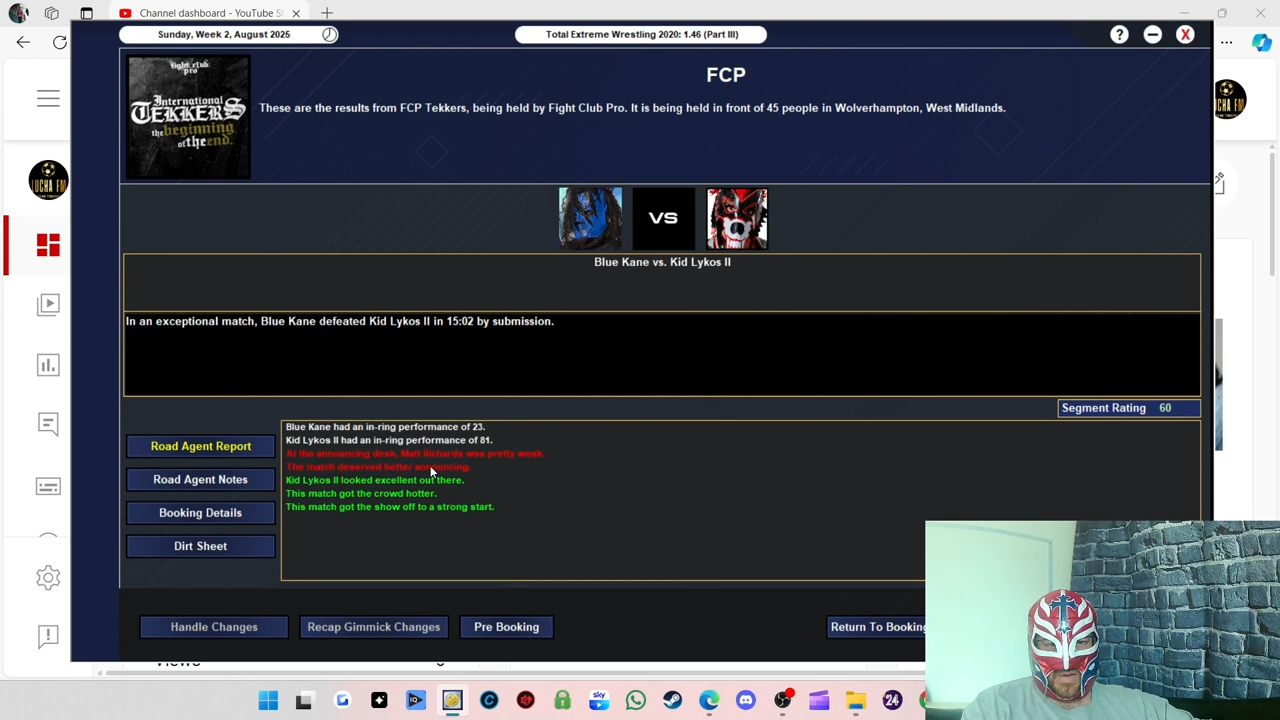 Channel dashboard - YouTube St
Sunday, Week 2, August 2025
Total Extreme Wrestling 2020: 1.46 (Part III)
?
X
fight club: pro
INTERNATIONAL
TEKKERS
the beginning
of the end.
FCP
These are the results from FCP Tekkers, being held by Fight Club Pro. It is being held in front of 45 people in Wolverhampton, West Midlands.
LUCHA FM
VS
Blue Kane vs. Kid Lykos II
In an exceptional match, Blue Kane defeated Kid Lykos II in 15:02 by submission.
Segment Rating 60
Road Agent Report
Road Agent Notes
Booking Details
Dirt Sheet
Blue Kane had an in-ring performance of 23.
Kid Lykos II had an in-ring performance of 81.
At the announcing desk, Matt Richards was pretty weak.
The match deserved better announcing.
Kid Lykos II looked excellent out there.
This match got the crowd hotter.
This match got the show off to a strong start.
Handle Changes
Recap Gimmick Changes
Pre Booking
Return To Booking
Views
sky
24